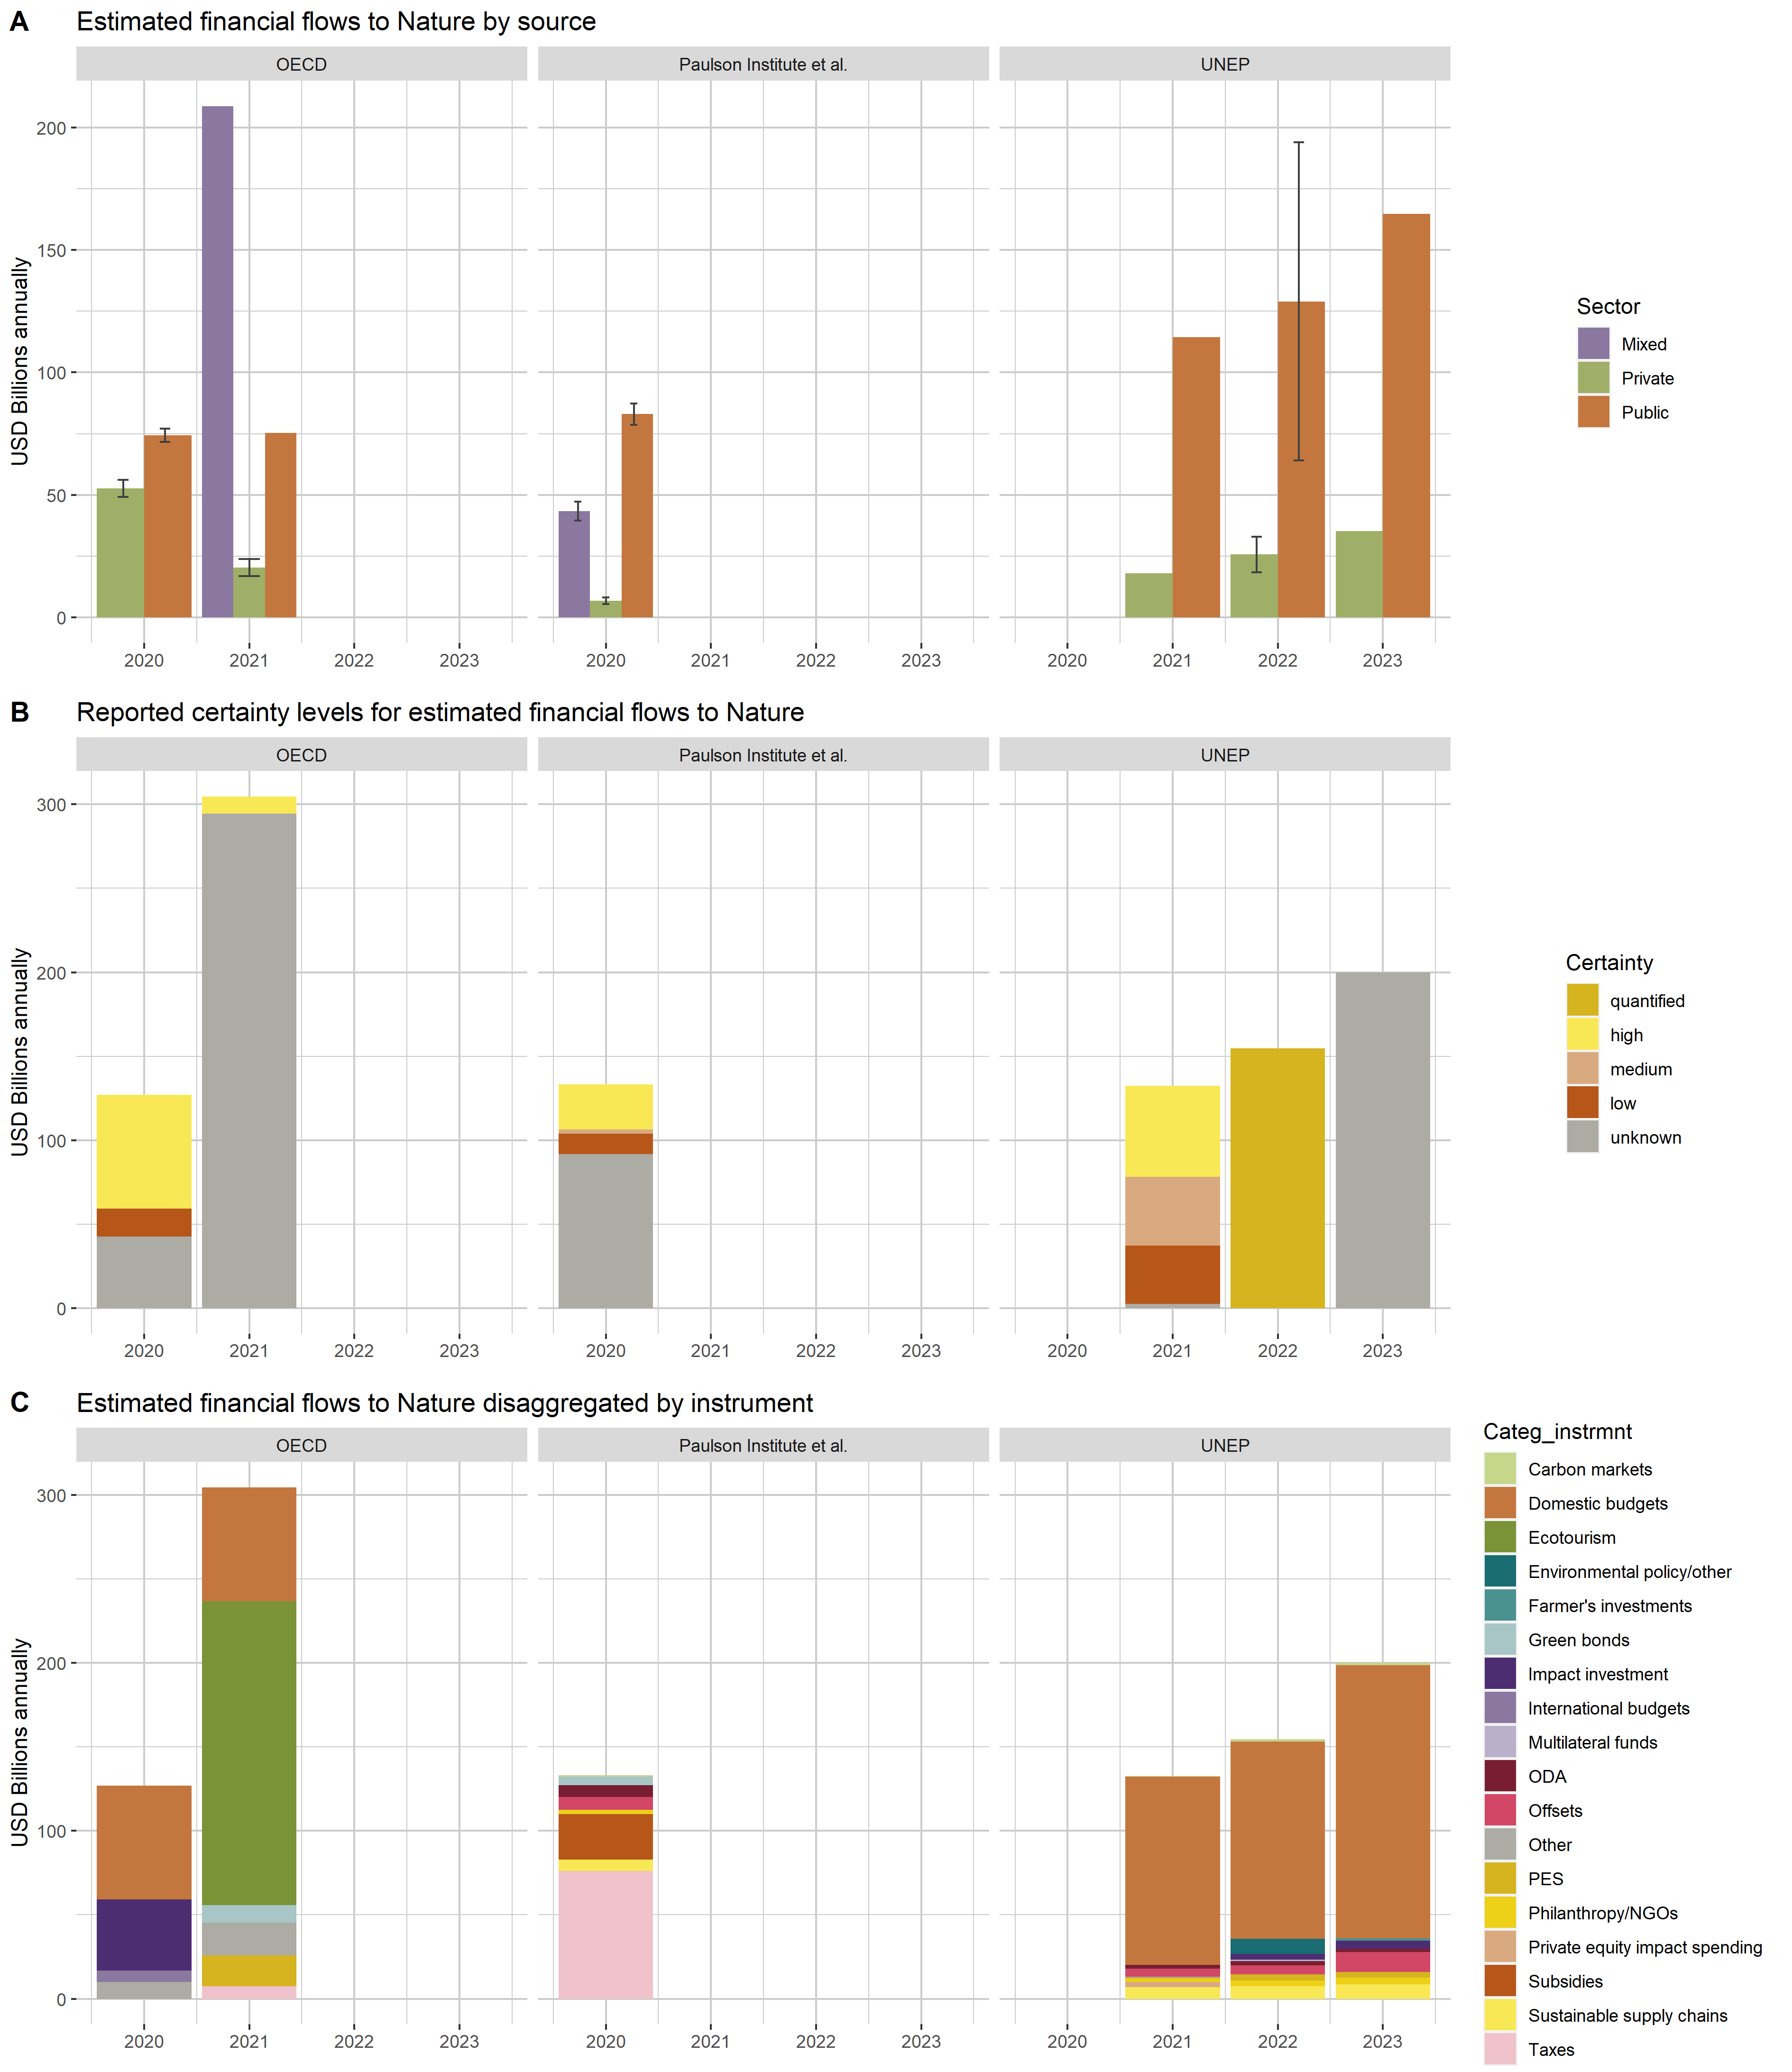 A Estimated financial flows to Nature by source
OECD Paulson Institute et al. UNEP
USD Billions annually
200
150
100
50
0
2020 2021 2022 2023 2020 2021 2022 2023 2020 2021 2022 2023
Sector
Mixed
Private
Public
B Reported certainty levels for estimated financial flows to Nature
OECD Paulson Institute et al. UNEP
USD Billions annually
300
200
100
0
2020 2021 2022 2023 2020 2021 2022 2023 2020 2021 2022 2023
Certainty
quantified
high
medium
low
unknown
C Estimated financial flows to Nature disaggregated by instrument
OECD Paulson Institute et al. UNEP
USD Billions annually
300
200
100
0
2020 2021 2022 2023 2020 2021 2022 2023 2020 2021 2022 2023
Categ_instrmnt
Carbon markets
Domestic budgets
Ecotourism
Environmental policy/other
Farmer's investments
Green bonds
Impact investment
International budgets
Multilateral funds
ODA
Offsets
Other
PES
Philanthropy/NGOs
Private equity impact spending
Subsidies
Sustainable supply chains
Taxes